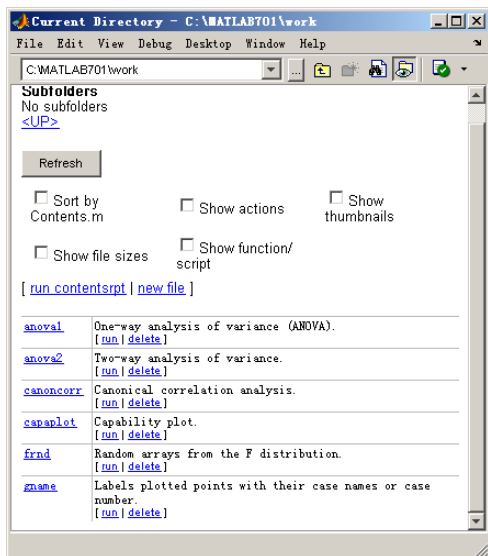 Current Directory - C:\MATLAB701\work
File Edit View Debug Desktop Window Help
C:\MATLAB701\work
...
Subfolders
No subfolders
<UP>
Refresh
Sort by
Contents.m
Show actions
Show
thumbnails
Show file sizes
Show function/
script
[ run contentsrpt | new file ]
anova1 One-way analysis of variance (ANOVA).
[ run | delete ]
anova2 Two-way analysis of variance.
[ run | delete ]
canoncorr Canonical correlation analysis.
[ run | delete ]
capaplot Capability plot.
[ run | delete ]
frnd Random arrays from the F distribution.
[ run | delete ]
gname Labels plotted points with their case names or case
number.
[ run | delete ]